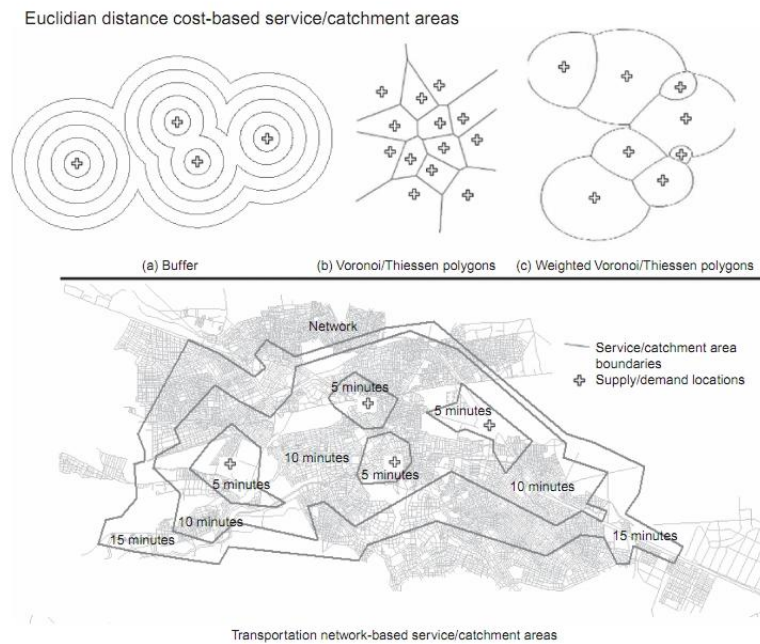 Euclidian distance cost-based service/catchment areas
(a) Buffer
(b) Voronoi/Thiessen polygons
(c) Weighted Voronoi/Thiessen polygons
Network
Service/catchment area
boundaries
Supply/demand locations
5 minutes
5 minutes
10 minutes
5 minutes
5 minutes
10 minutes
10 minutes
15 minutes
15 minutes
Transportation network-based service/catchment areas